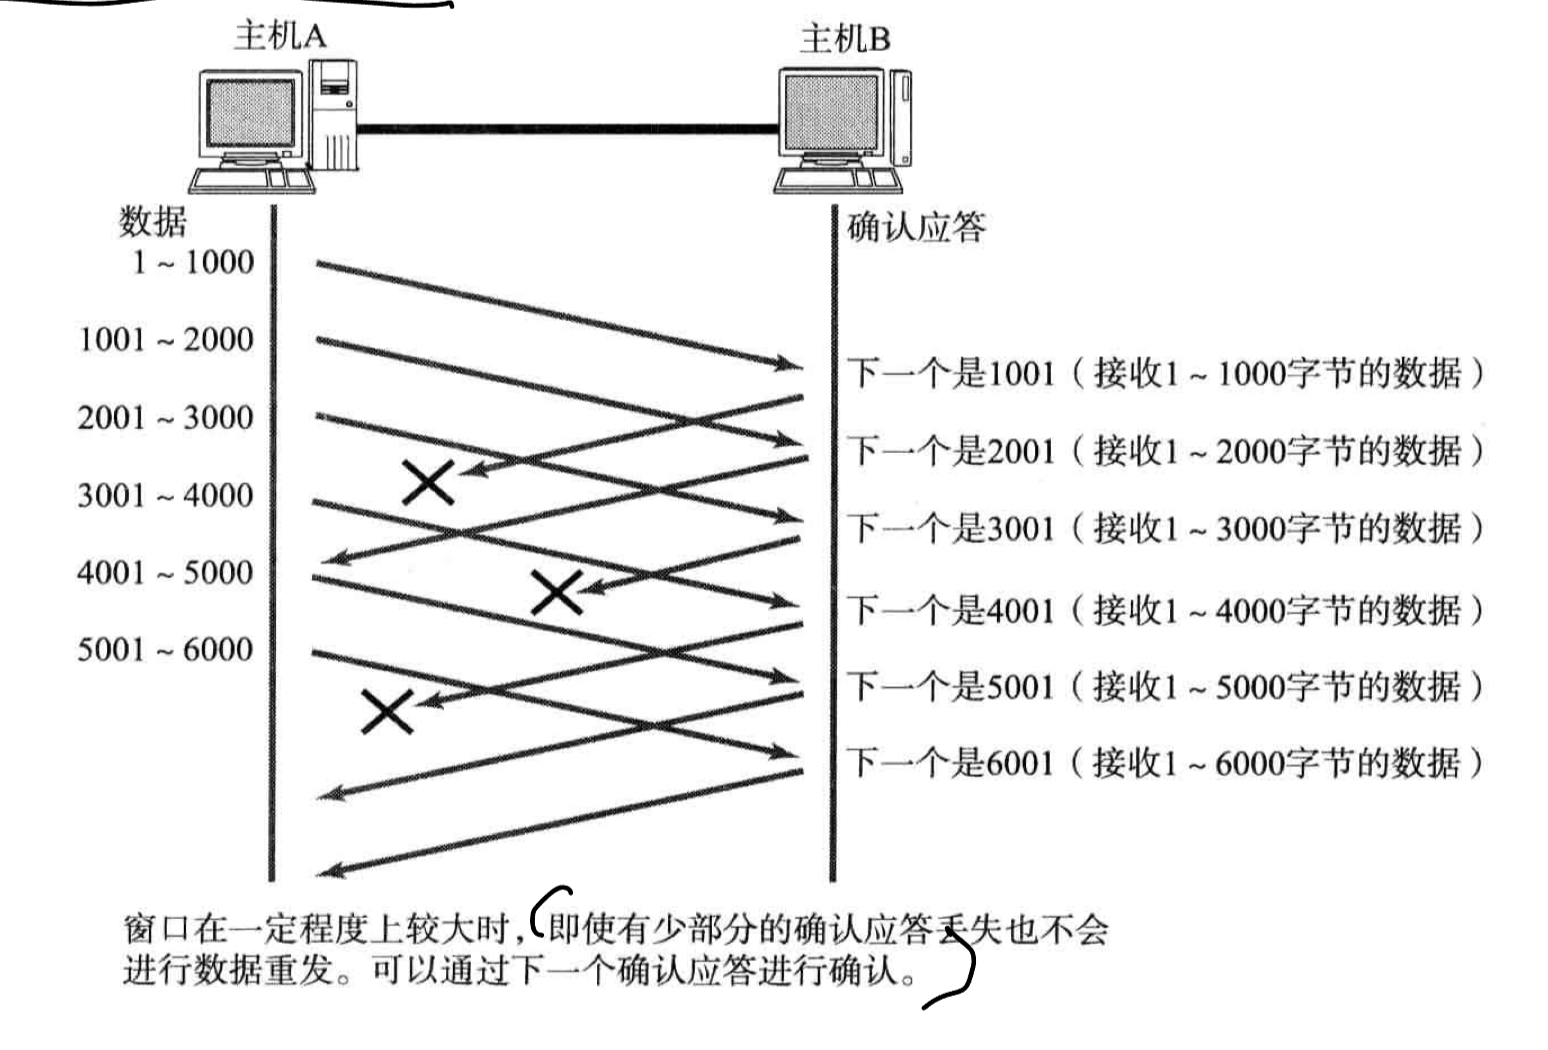 主机A
主机B
数据
确认应答
1～1000
1001～2000
2001～3000
3001～4000
4001～5000
5001～6000
下一个是1001（接收1～1000字节的数据）
下一个是2001（接收1～2000字节的数据）
下一个是3001（接收1～3000字节的数据）
下一个是4001（接收1～4000字节的数据）
下一个是5001（接收1～5000字节的数据）
下一个是6001（接收1～6000字节的数据）
窗口在一定程度上较大时，即使有少部分的确认应答丢失也不会
进行数据重发。可以通过下一个确认应答进行确认。